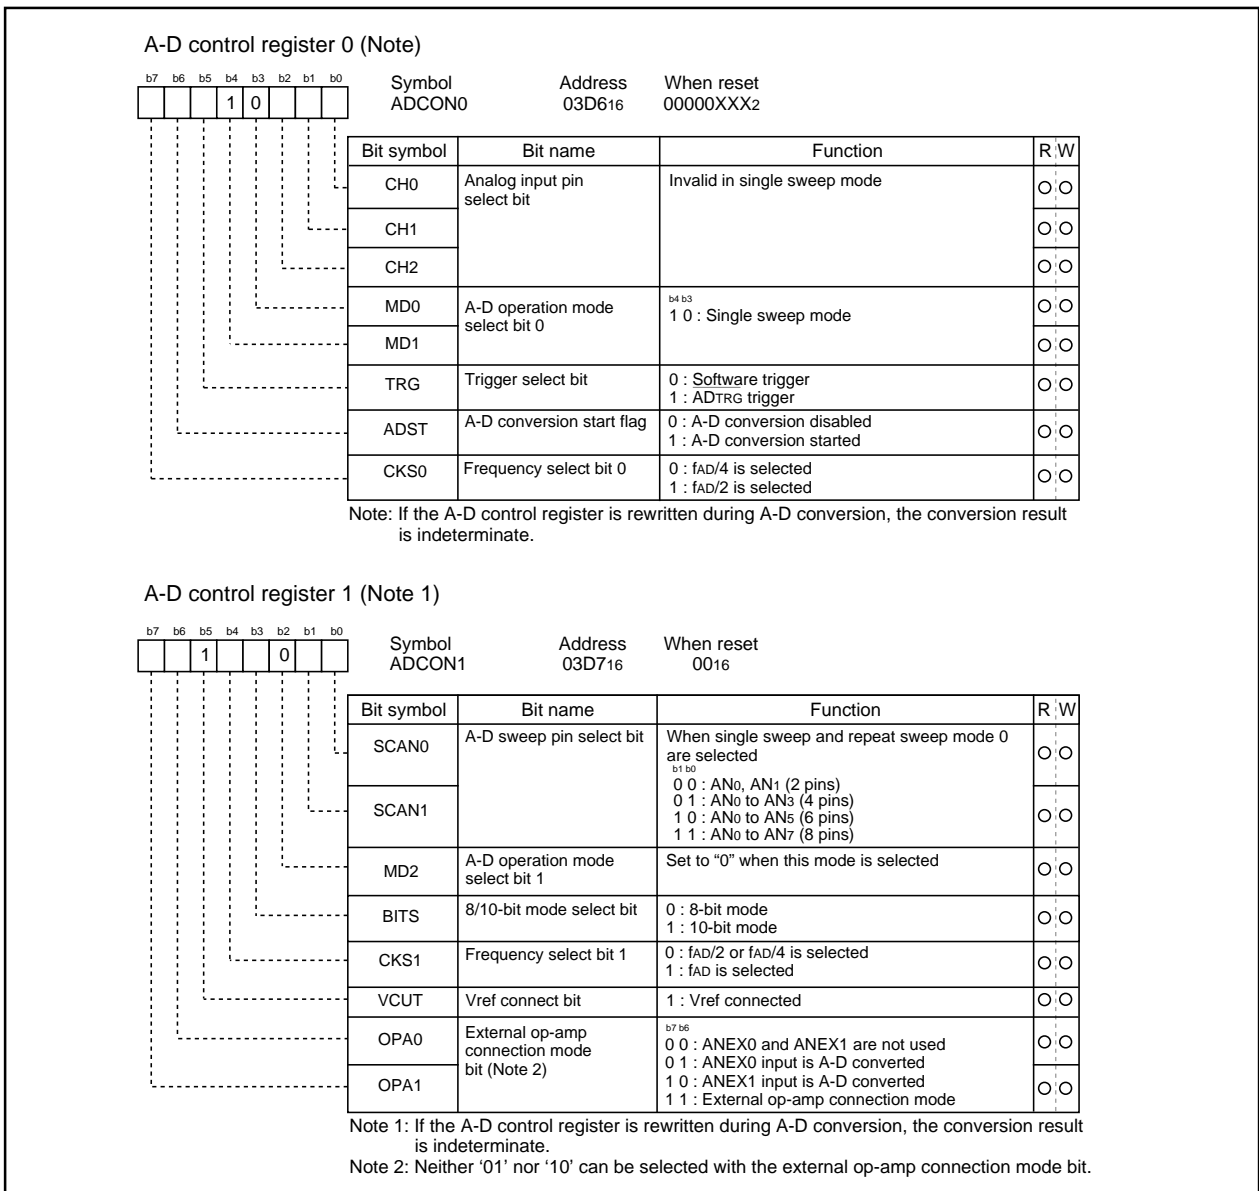 A-D control register 0 (Note)
b7 b6 b5 b4 b3 b2 b1 b0
1 0
Symbol Address When reset
ADCON0 03D616 00000XXX2
Bit symbol Bit name Function R W
CH0 Analog input pin select bit Invalid in single sweep mode
CH1
CH2
MD0 A-D operation mode select bit 0
b4 b3
1 0 : Single sweep mode
MD1
TRG Trigger select bit 0 : Software trigger
1 : ADTRG trigger
ADST A-D conversion start flag 0 : A-D conversion disabled
1 : A-D conversion started
CKS0 Frequency select bit 0 0 : fAD/4 is selected
1 : fAD/2 is selected
Note: If the A-D control register is rewritten during A-D conversion, the conversion result
is indeterminate.
A-D control register 1 (Note 1)
b7 b6 b5 b4 b3 b2 b1 b0
1 0
Symbol Address When reset
ADCON1 03D716 0016
Bit symbol Bit name Function R W
SCAN0 A-D sweep pin select bit When single sweep and repeat sweep mode 0
are selected
b1 b0
0 0 : AN0, AN1 (2 pins)
0 1 : AN0 to AN3 (4 pins)
SCAN1 1 0 : AN0 to AN5 (6 pins)
1 1 : AN0 to AN7 (8 pins)
MD2 A-D operation mode select bit 1 Set to “0” when this mode is selected
BITS 8/10-bit mode select bit 0 : 8-bit mode
1 : 10-bit mode
CKS1 Frequency select bit 1 0 : fAD/2 or fAD/4 is selected
1 : fAD is selected
VCUT Vref connect bit 1 : Vref connected
OPA0 External op-amp connection mode bit (Note 2)
b7 b6
0 0 : ANEX0 and ANEX1 are not used
0 1 : ANEX0 input is A-D converted
OPA1 1 0 : ANEX1 input is A-D converted
1 1 : External op-amp connection mode
Note 1: If the A-D control register is rewritten during A-D conversion, the conversion result
is indeterminate.
Note 2: Neither ‘01’ nor ‘10’ can be selected with the external op-amp connection mode bit.